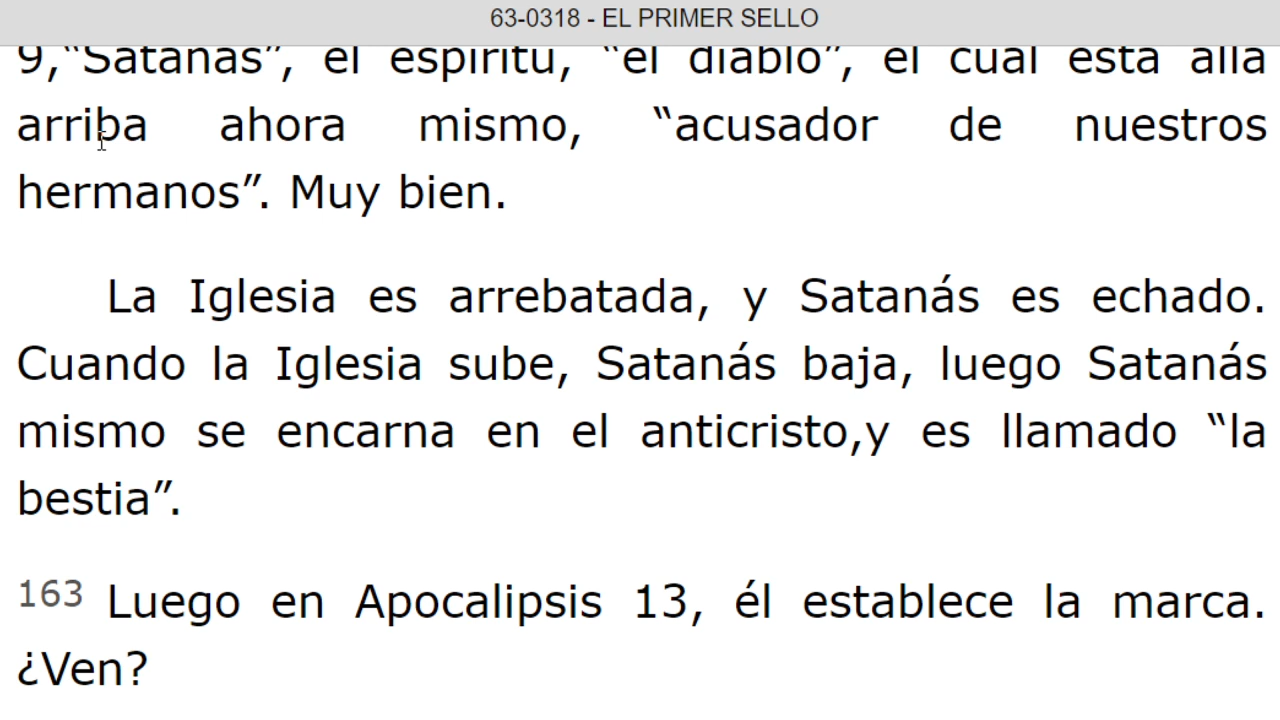 63-0318 - EL PRIMER SELLO
9,“Satanás”, el espíritu, “el diablo”, el cual está allá
arriba ahora mismo, “acusador de nuestros
hermanos”. Muy bien.
La Iglesia es arrebatada, y Satanás es echado.
Cuando la Iglesia sube, Satanás baja, luego Satanás
mismo se encarna en el anticristo,y es llamado “la
bestia”.
163 Luego en Apocalipsis 13, él establece la marca.
¿Ven?